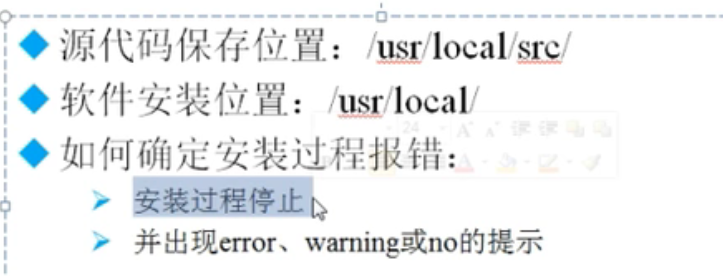 源代码保存位置：/usr/local/src/
软件安装位置：/usr/local/
如何确定安装过程报错：
安装过程停止
并出现error、warning或no的提示